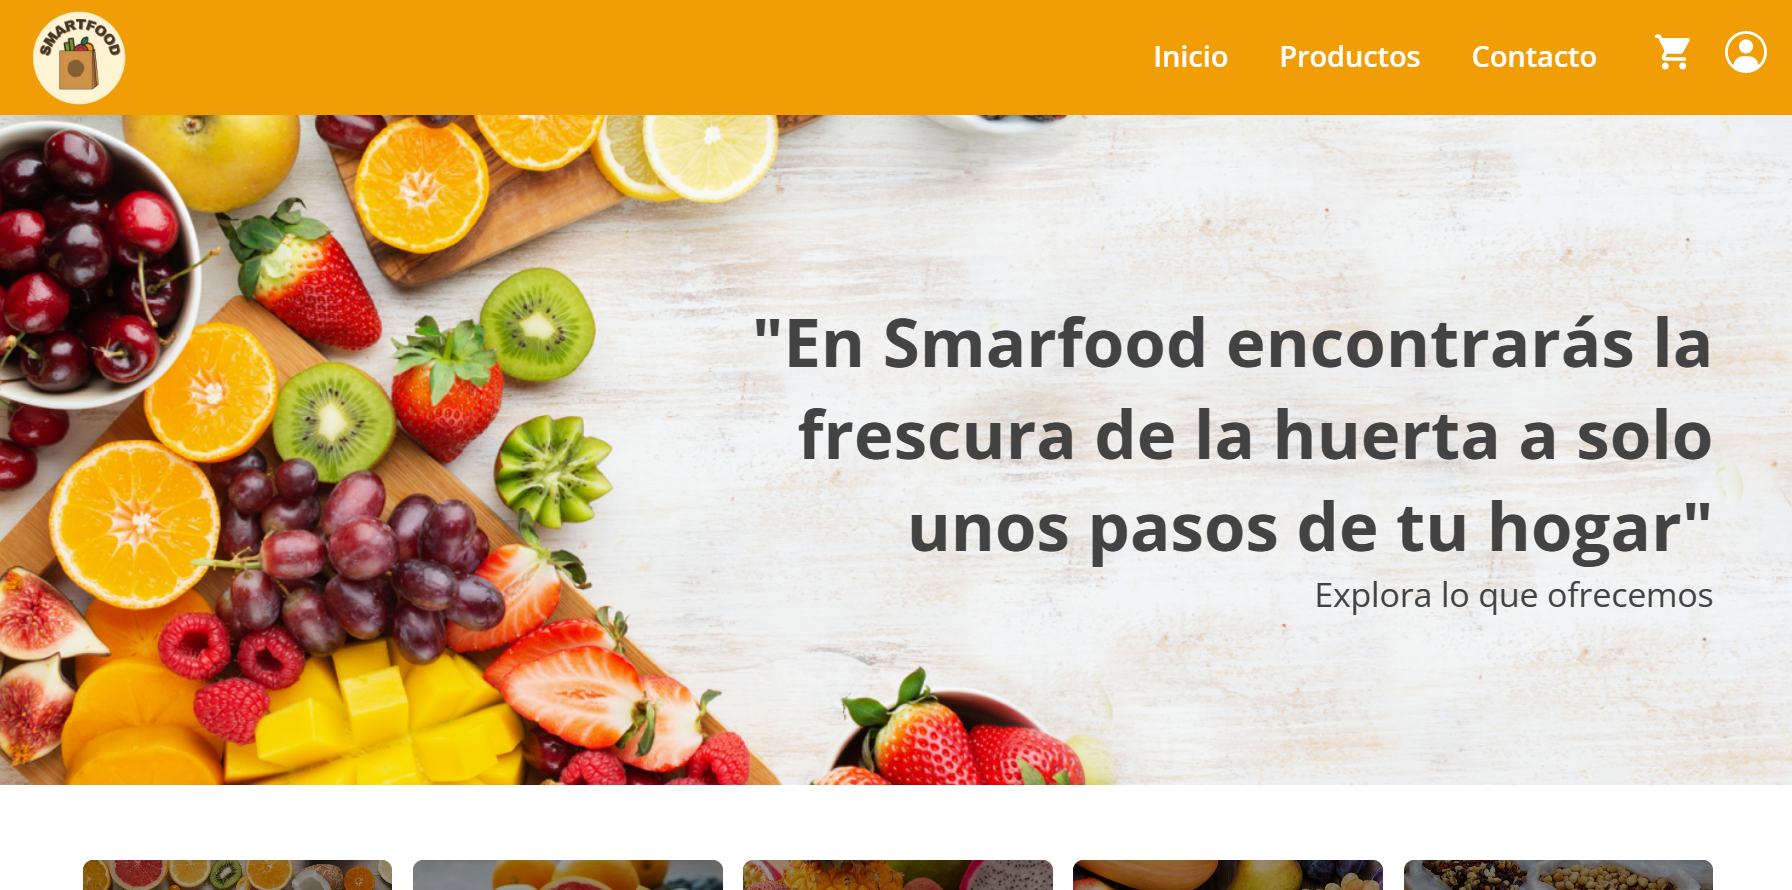 SMARTFOOD
Inicio Productos Contacto
"En Smarfood encontrarás la
frescura de la huerta a solo
unos pasos de tu hogar"
Explora lo que ofrecemos